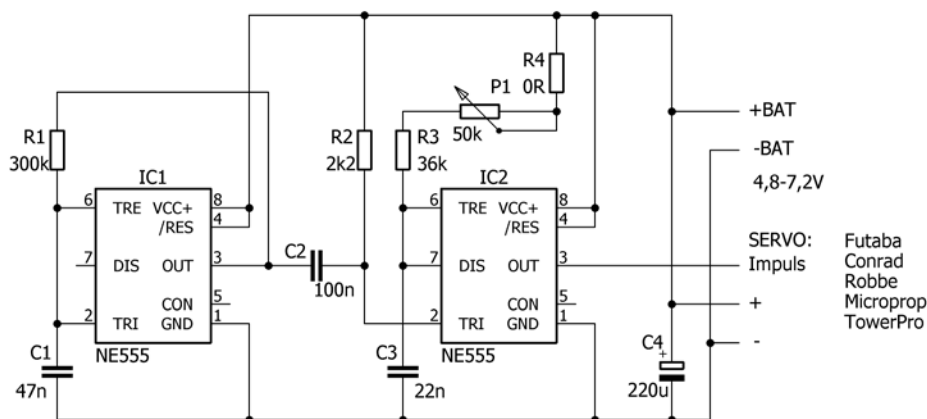 R4
P1 0R
R1
300k
R2
2k2
R3
36k
50k
+BAT
-BAT
4,8-7,2V
IC1
6 TRE VCC+ 8
/RES 4
7 DIS OUT 3
CON 5
2 TRI GND 1
NE555
C2
100n
IC2
6 TRE VCC+ 8
/RES 4
7 DIS OUT 3
CON 5
2 TRI GND 1
NE555
SERVO: Futaba
Impuls Conrad
Robbe
+ Microprop
TowerPro
-
C1
47n
C3
22n
C4
+
220u